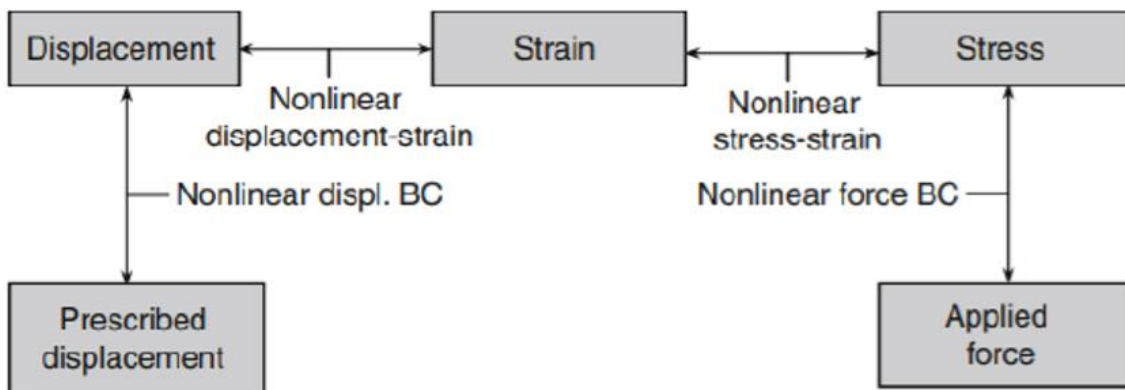 Displacement
Strain
Stress
Nonlinear
displacement-strain
Nonlinear
stress-strain
Nonlinear displ. BC
Nonlinear force BC
Prescribed
displacement
Applied
force